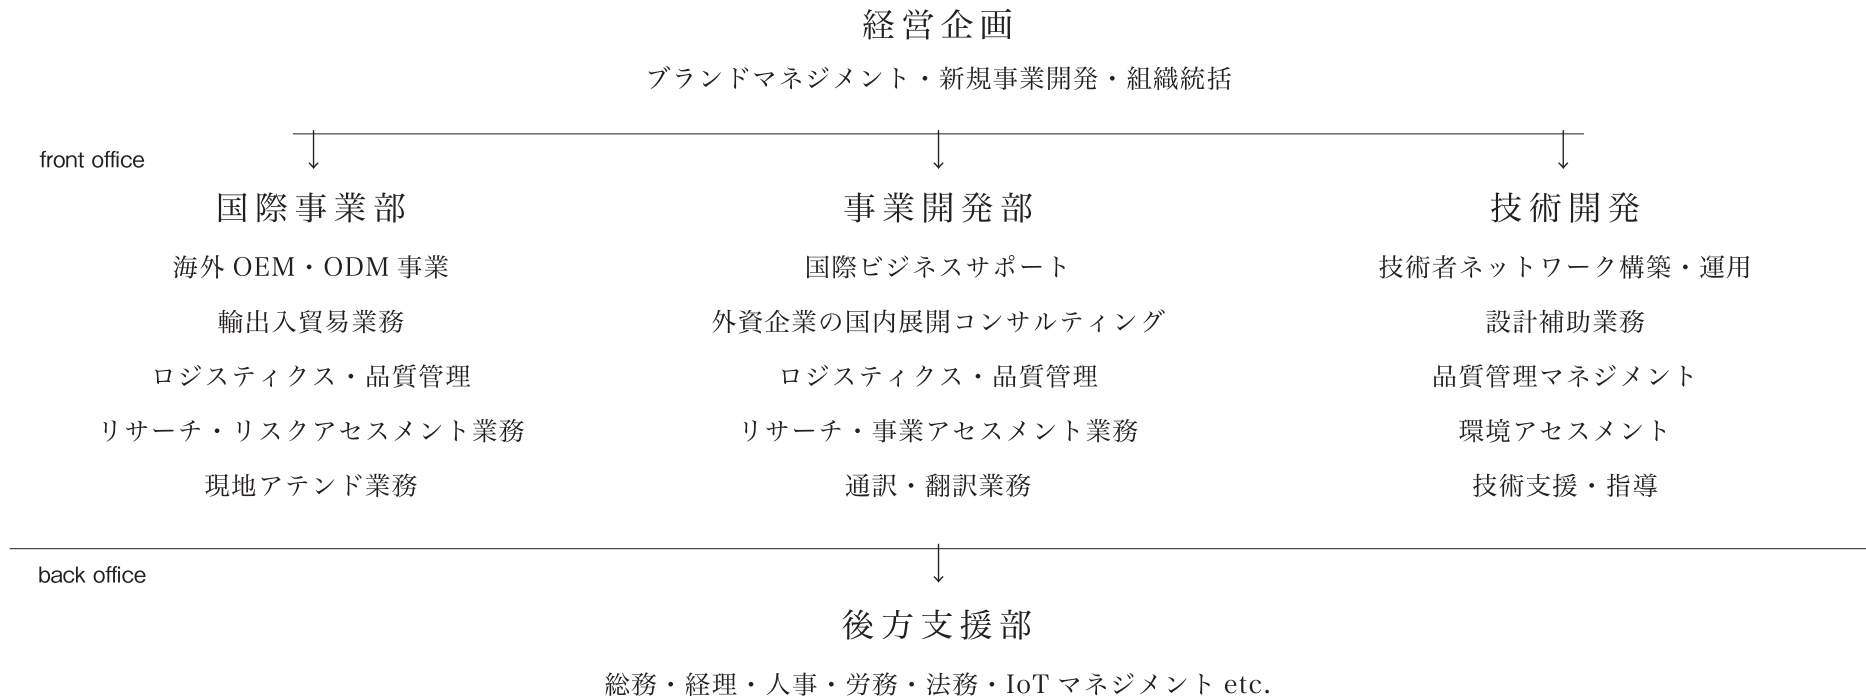 経営企画
ブランドマネジメント・新規事業開発・組織統括
front office
国際事業部
海外 OEM・ODM 事業
輸出入貿易業務
ロジスティクス・品質管理
リサーチ・リスクアセスメント業務
現地アテンド業務
事業開発部
国際ビジネスサポート
外資企業の国内展開コンサルティング
ロジスティクス・品質管理
リサーチ・事業アセスメント業務
通訳・翻訳業務
技術開発
技術者ネットワーク構築・運用
設計補助業務
品質管理マネジメント
環境アセスメント
技術支援・指導
back office
後方支援部
総務・経理・人事・労務・法務・IoT マネジメント etc.